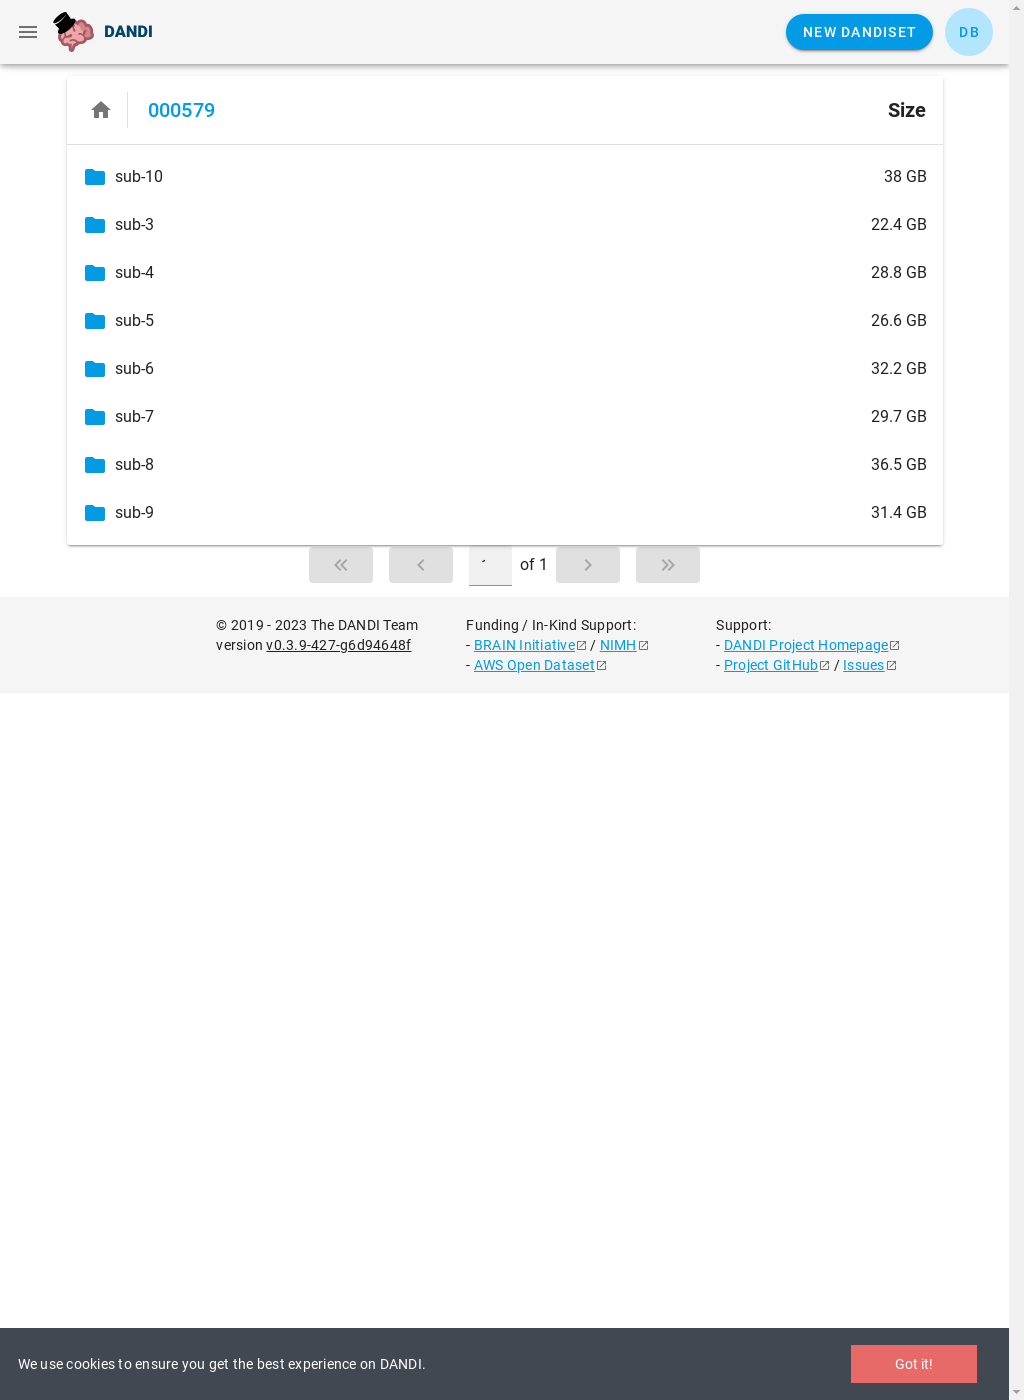 DANDI
NEW DANDISET
DB
000579
Size
sub-10 38 GB
sub-3 22.4 GB
sub-4 28.8 GB
sub-5 26.6 GB
sub-6 32.2 GB
sub-7 29.7 GB
sub-8 36.5 GB
sub-9 31.4 GB
of 1
© 2019 - 2023 The DANDI Team
version v0.3.9-427-g6d94648f
Funding / In-Kind Support:
- BRAIN Initiative / NIMH
- AWS Open Dataset
Support:
- DANDI Project Homepage
- Project GitHub / Issues
We use cookies to ensure you get the best experience on DANDI.
Got it!